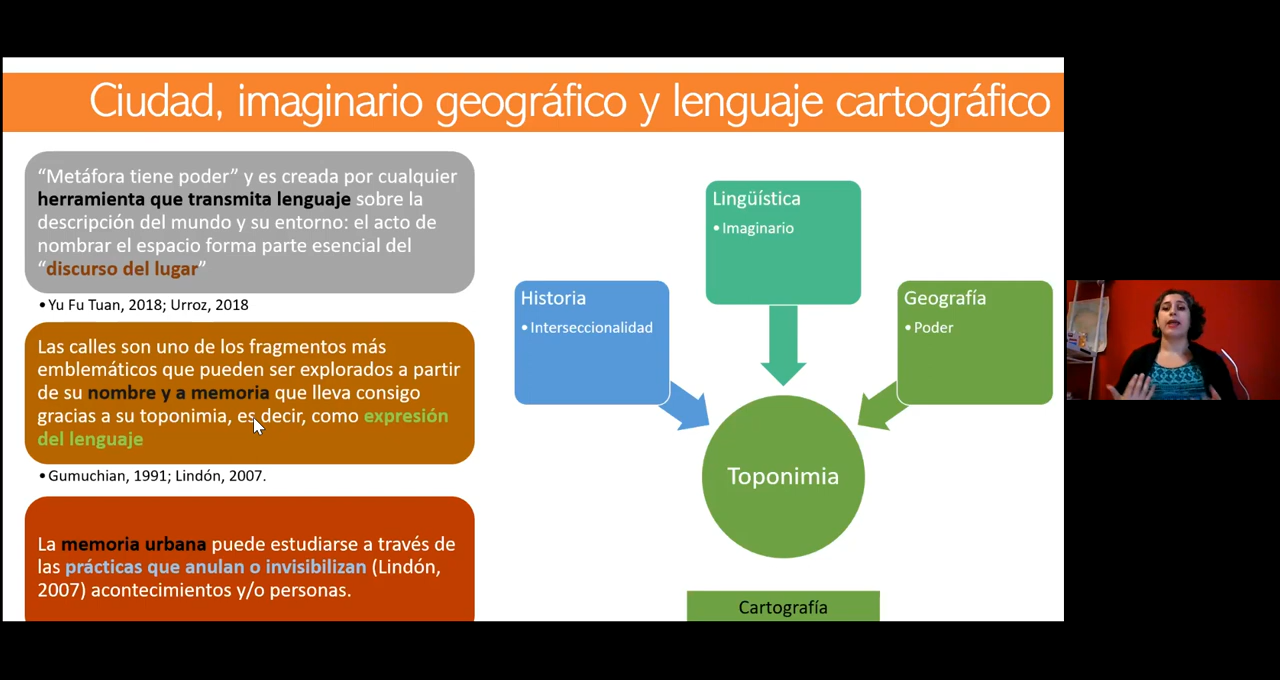 Ciudad, imaginario geográfico y lenguaje cartográfico
“Metáfora tiene poder” y es creada por cualquier
herramienta que transmita lenguaje sobre la
descripción del mundo y su entorno: el acto de
nombrar el espacio forma parte esencial del
“discurso del lugar”
•Yu Fu Tuan, 2018; Urroz, 2018
Las calles son uno de los fragmentos más
emblemáticos que pueden ser explorados a partir
de su nombre y a memoria que lleva consigo
gracias a su toponimia, es decir, como expresión
del lenguaje
•Gumuchian, 1991; Lindón, 2007.
La memoria urbana puede estudiarse a través de
las prácticas que anulan o invisibilizan (Lindón,
2007) acontecimientos y/o personas.
Lingüística
•Imaginario
Historia
•Interseccionalidad
Geografía
•Poder
Toponimia
Cartografía